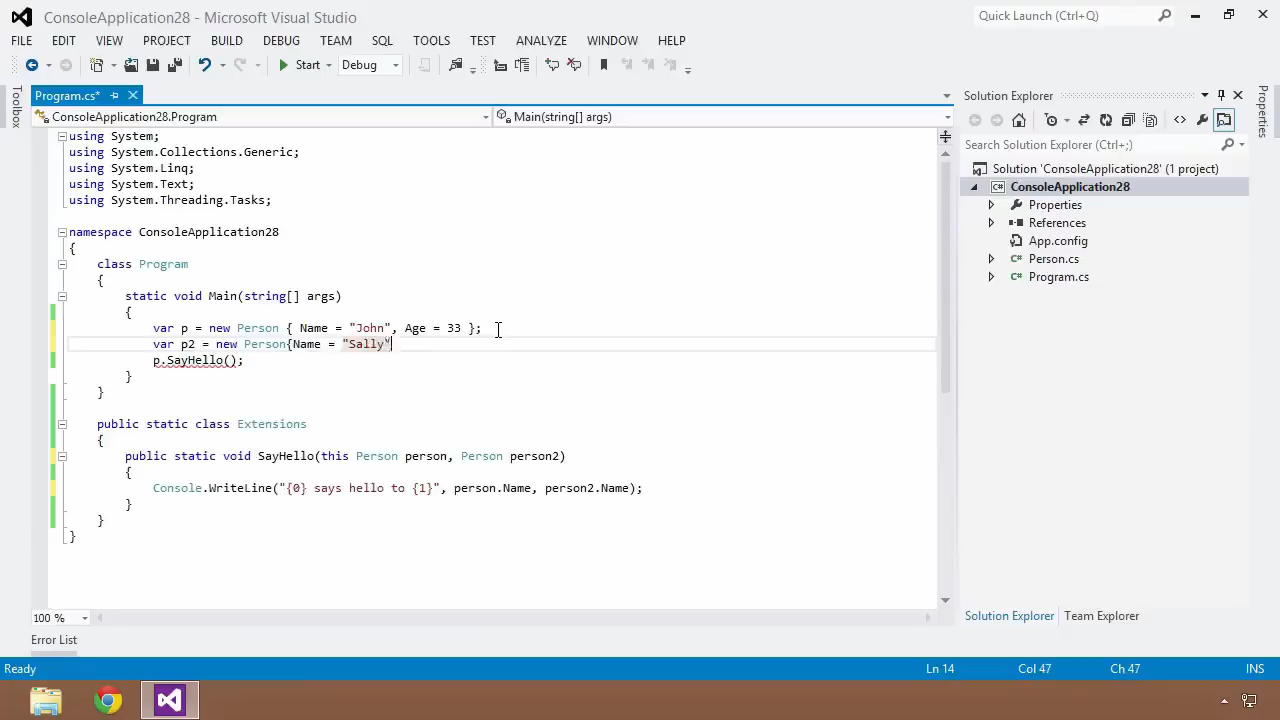 ConsoleApplication28 - Microsoft Visual Studio
Quick Launch (Ctrl+Q)
FILE EDIT VIEW PROJECT BUILD DEBUG TEAM SQL TOOLS TEST ANALYZE WINDOW HELP
Start Debug
Toolbox
Program.cs*
ConsoleApplication28.Program
Main(string[] args)
using System;
using System.Collections.Generic;
using System.Linq;
using System.Text;
using System.Threading.Tasks;
namespace ConsoleApplication28
{
class Program
{
static void Main(string[] args)
{
var p = new Person { Name = "John", Age = 33 };
var p2 = new Person{Name = "Sally"
p.SayHello();
}
}
public static class Extensions
{
public static void SayHello(this Person person, Person person2)
{
Console.WriteLine("{0} says hello to {1}", person.Name, person2.Name);
}
}
}
100 %
Solution Explorer
Search Solution Explorer (Ctrl+;)
Solution 'ConsoleApplication28' (1 project)
C# ConsoleApplication28
Properties
References
App.config
C# Person.cs
C# Program.cs
Solution Explorer Team Explorer
Properties
Error List
Ready Ln 14 Col 47 Ch 47 INS